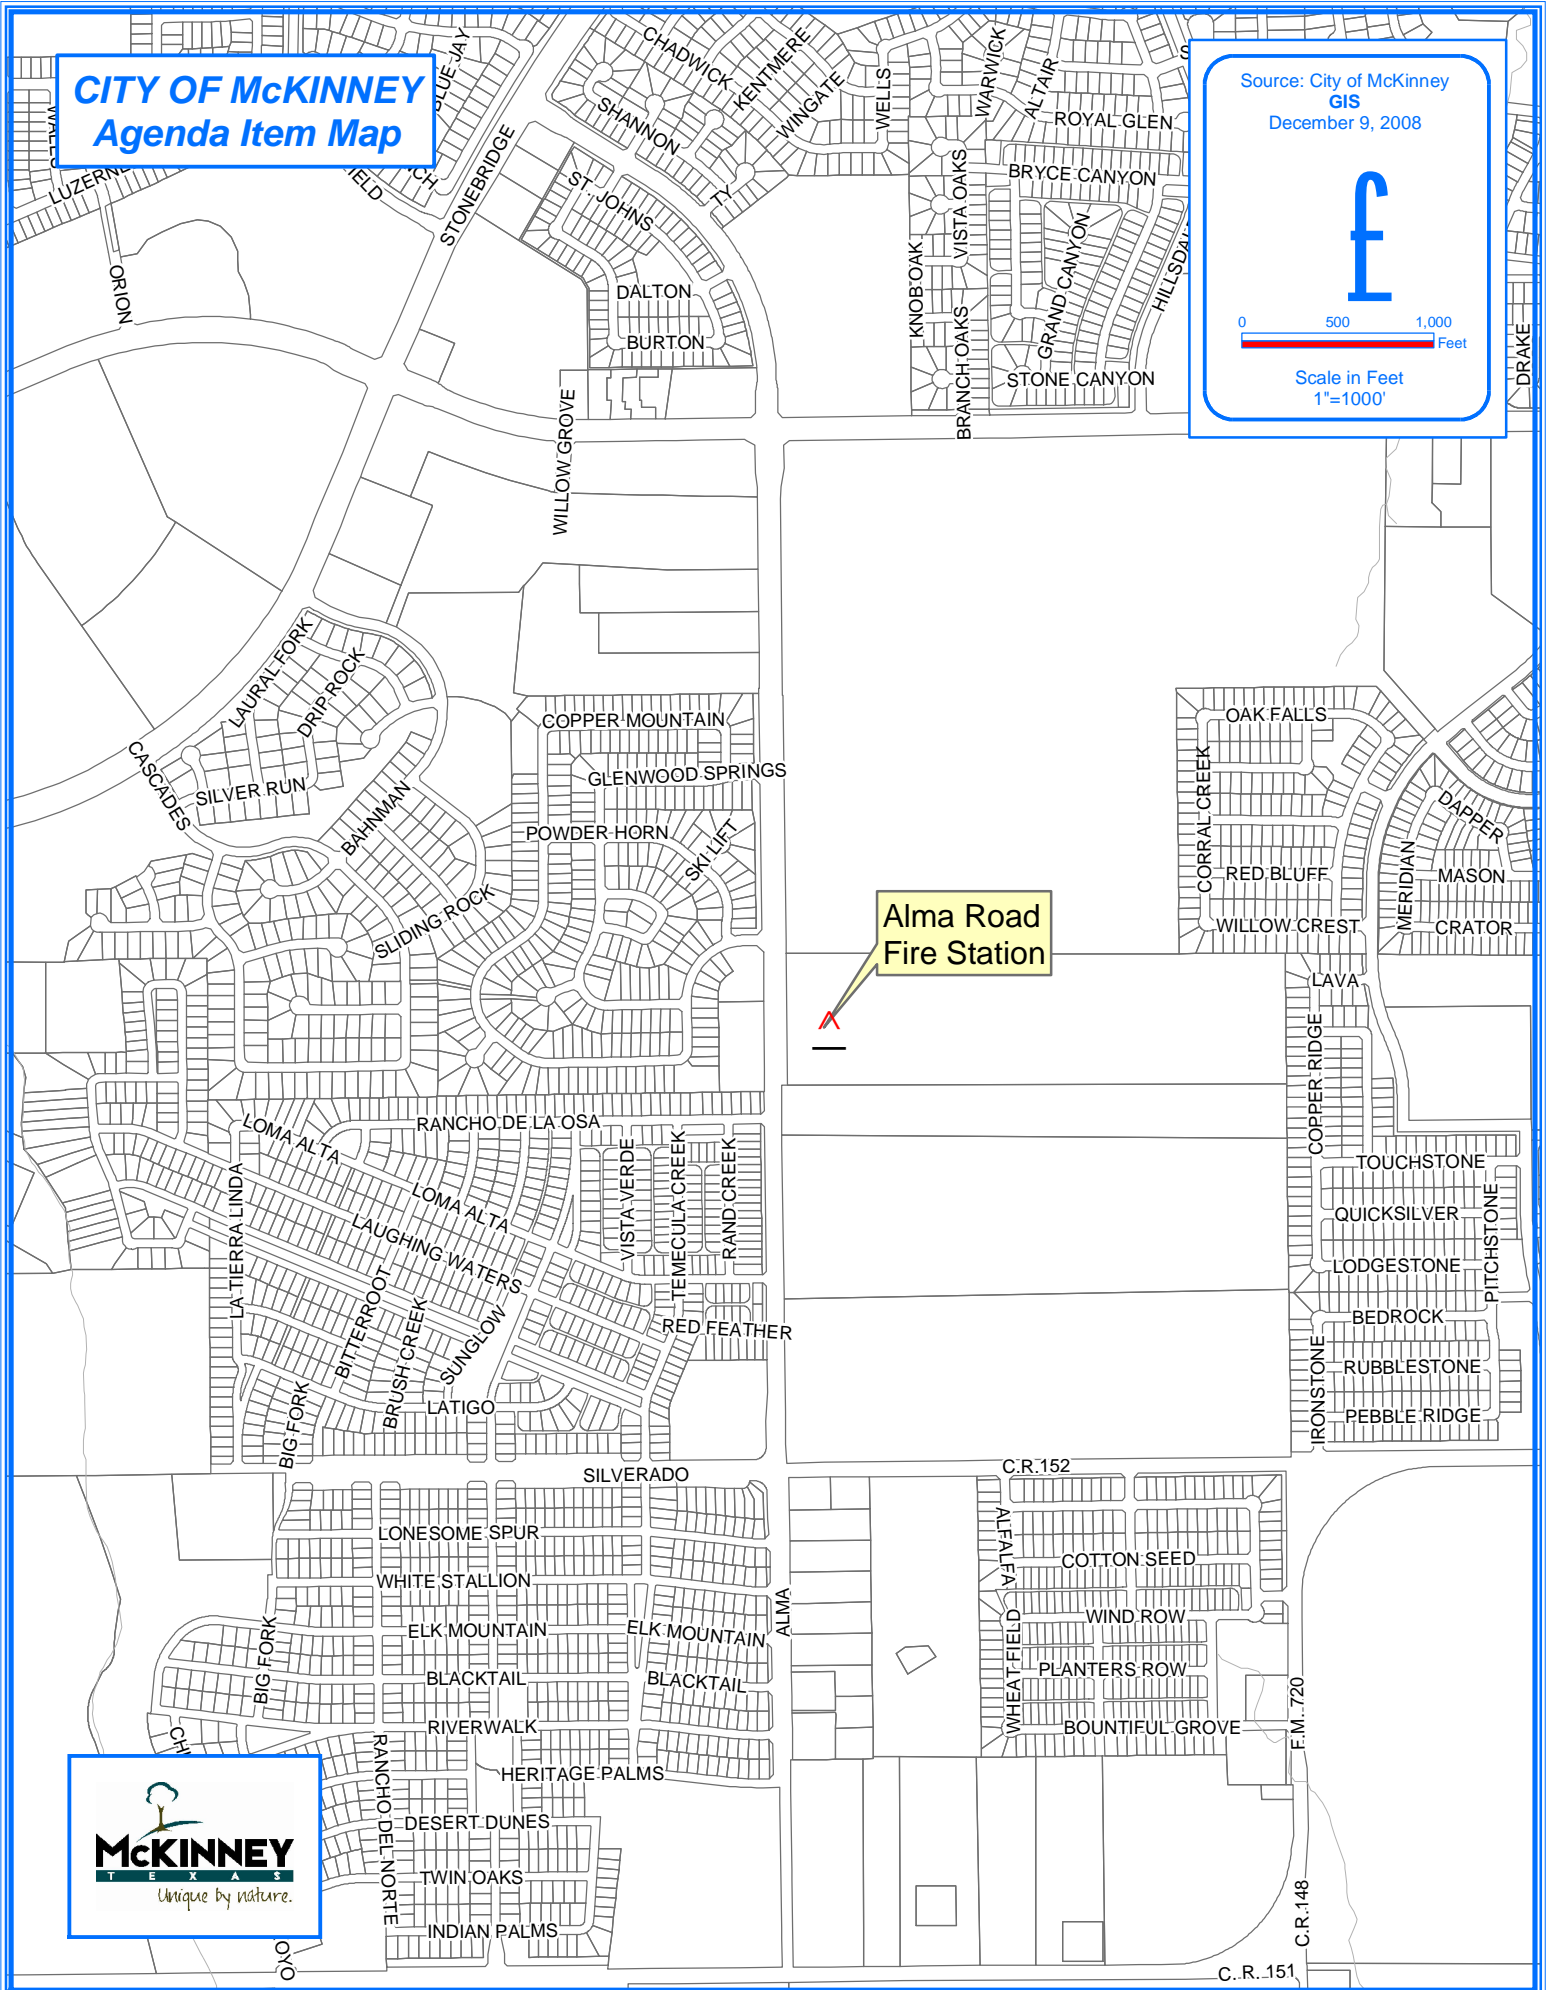 CITY OF McKINNEY
Agenda Item Map
Source: City of McKinney
GIS
December 9, 2008
£
0 500 1,000
Feet
Scale in Feet
1"=1000'
BLUE JAY
CHADWICK
KENTMERE
WINGATE
WELLS
WARWICK
ALTAIR
ROYAL GLEN
SHANNON
TY
LUZERNE
STONEBRIDGE
ST. JOHNS
BRYCE CANYON
VISTA OAKS
KNOB OAK
GRAND CANYON
ORION
DALTON
BURTON
BRANCH OAKS
STONE CANYON
DRAKE
WILLOW GROVE
LAURAL FORK
DRIP ROCK
CASCADES
SILVER RUN
BAHNMAN
COPPER MOUNTAIN
GLENWOOD SPRINGS
POWDER HORN
SKI LIFT
SLIDING ROCK
OAK FALLS
CORRAL CREEK
RED BLUFF
WILLOW CREST
MERIDIAN
DAPPER
MASON
CRATOR
Alma Road
Fire Station
LAVA
COPPER RIDGE
RANCHO DE LA OSA
LOMA ALTA
LOMA ALTA
LAUGHING WATERS
LA TIERRA LINDA
VISTA VERDE
TEMECULA CREEK
RAND CREEK
TOUCHSTONE
QUICKSILVER
PITCHSTONE
LODGESTONE
BEDROCK
RUBBLESTONE
PEBBLE RIDGE
IRONSTONE
RED FEATHER
BITTERROOT
BRUSH CREEK
SUNGLOW
BIG FORK
LATIGO
SILVERADO
C.R.152
LONESOME SPUR
WHITE STALLION
ELK MOUNTAIN
ELK MOUNTAIN
BLACKTAIL
BLACKTAIL
BIG FORK
RIVERWALK
HERITAGE PALMS
RANCHO DEL NORTE
DESERT DUNES
TWIN OAKS
INDIAN PALMS
ALMA
ALFALFA
COTTON SEED
WIND ROW
WHEAT FIELD
PLANTERS ROW
BOUNTIFUL GROVE
F.M. 720
C.R.148
C. R. 151
OYO
McKINNEY
TEXAS
Unique by nature.